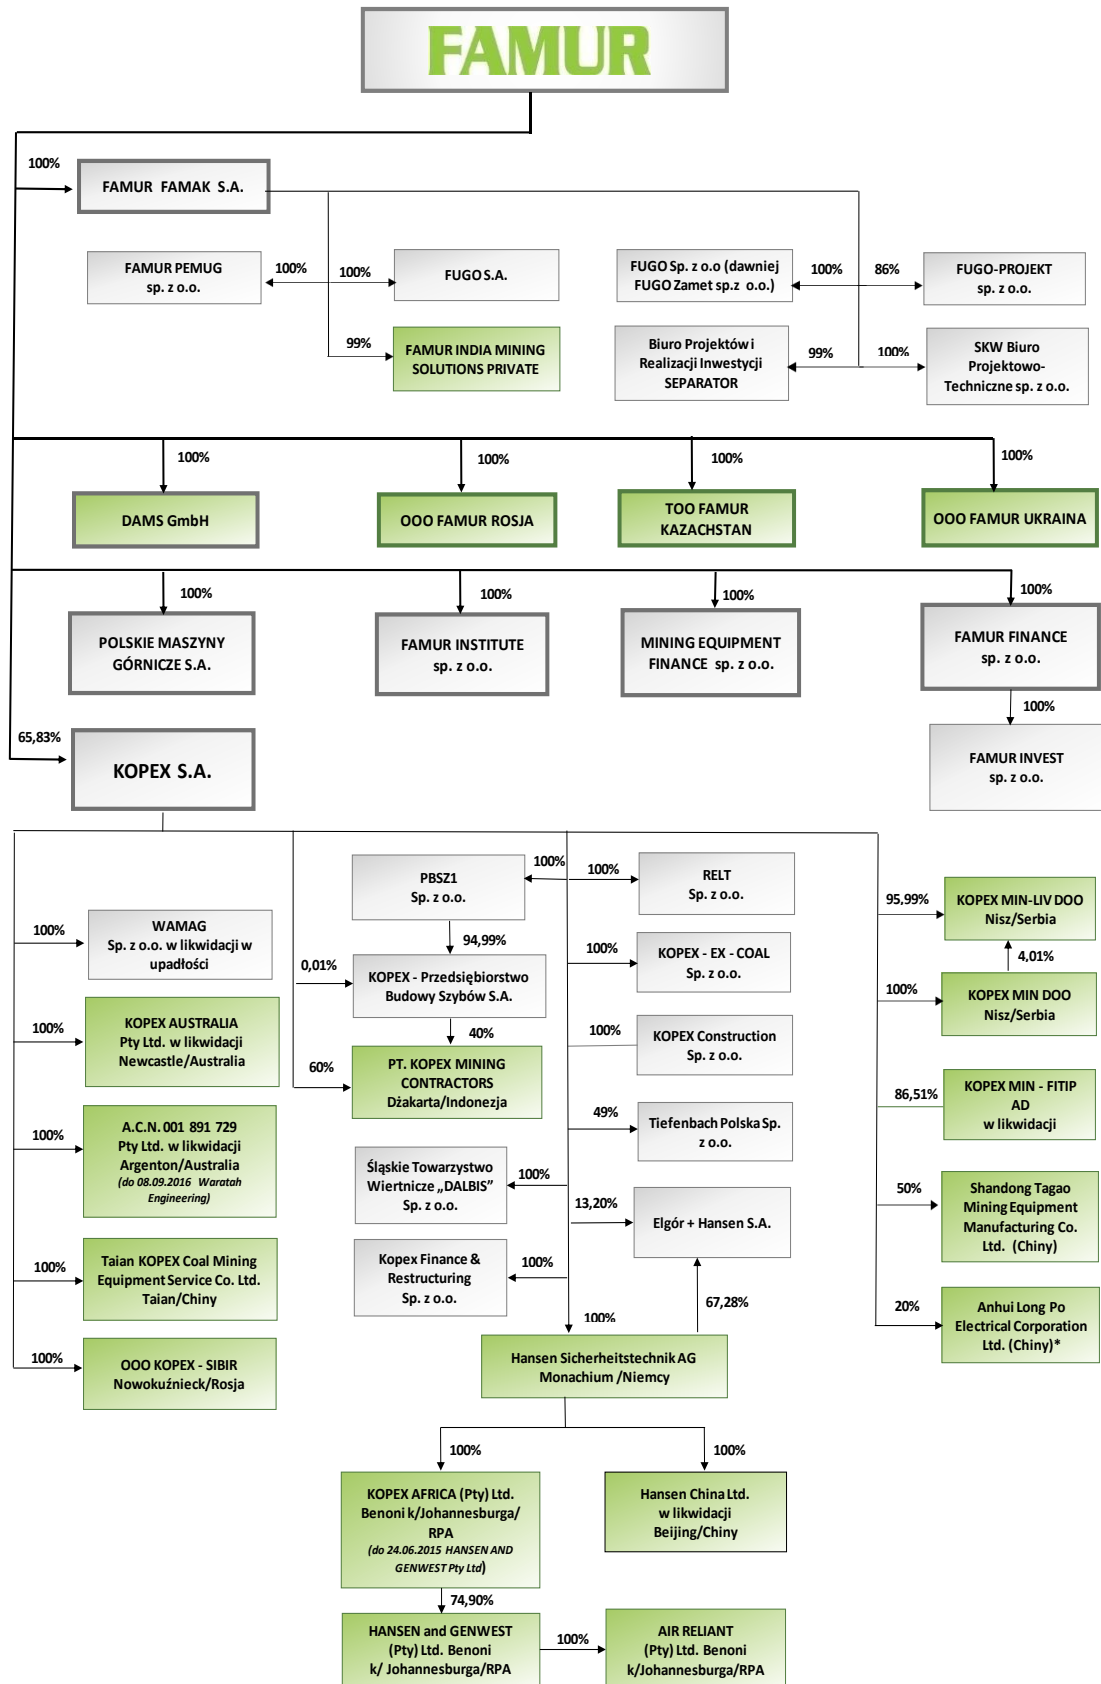 FAMUR
100%
FAMUR FAMAK S.A.
FAMUR PEMUG
sp. z o.o.
100%
100%
FUGO S.A.
FUGO Sp. z o.o (dawniej
FUGO Zamet sp.z o.o.)
100%
86%
FUGO-PROJEKT
sp. z o.o.
99%
FAMUR INDIA MINING
SOLUTIONS PRIVATE
Biuro Projektów i
Realizacji Inwestycji
SEPARATOR
99%
100%
SKW Biuro
Projektowo-
Techniczne sp. z o.o.
100%
100%
100%
100%
DAMS GmbH
OOO FAMUR ROSJA
TOO FAMUR
KAZACHSTAN
OOO FAMUR UKRAINA
100%
100%
100%
100%
POLSKIE MASZYNY
GÓRNICZE S.A.
FAMUR INSTITUTE
sp. z o.o.
MINING EQUIPMENT
FINANCE sp. z o.o.
FAMUR FINANCE
sp. z o.o.
100%
FAMUR INVEST
sp. z o.o.
65,83%
KOPEX S.A.
100%
WAMAG
Sp. z o.o. w likwidacji w
upadłości
100%
KOPEX AUSTRALIA
Pty Ltd. w likwidacji
Newcastle/Australia
100%
A.C.N. 001 891 729
Pty Ltd. w likwidacji
Argenton/Australia
(do 08.09.2016 Waratah
Engineering)
100%
Taian KOPEX Coal Mining
Equipment Service Co. Ltd.
Taian/Chiny
100%
OOO KOPEX - SIBIR
Nowokuźnieck/Rosja
PBSZ1
Sp. z o.o.
100%
100%
RELT
Sp. z o.o.
94,99%
0,01%
KOPEX - Przedsiębiorstwo
Budowy Szybów S.A.
100%
KOPEX - EX - COAL
Sp. z o.o.
40%
60%
PT. KOPEX MINING
CONTRACTORS
Dżakarta/Indonezja
100%
KOPEX Construction
Sp. z o.o.
49%
Tiefenbach Polska Sp.
z o.o.
Śląskie Towarzystwo
Wiertnicze „DALBIS”
Sp. z o.o.
100%
13,20%
Elgór + Hansen S.A.
Kopex Finance &
Restructuring
Sp. z o.o.
100%
67,28%
100%
Hansen Sicherheitstechnik AG
Monachium /Niemcy
95,99%
KOPEX MIN-LIV DOO
Nisz/Serbia
4,01%
100%
KOPEX MIN DOO
Nisz/Serbia
86,51%
KOPEX MIN - FITIP
AD
w likwidacji
50%
Shandong Tagao
Mining Equipment
Manufacturing Co.
Ltd. (Chiny)
20%
Anhui Long Po
Electrical Corporation
Ltd. (Chiny)*
100%
100%
KOPEX AFRICA (Pty) Ltd.
Benoni k/Johannesburga/
RPA
(do 24.06.2015 HANSEN AND
GENWEST Pty Ltd)
Hansen China Ltd.
w likwidacji
Beijing/Chiny
74,90%
HANSEN and GENWEST
(Pty) Ltd. Benoni
k/ Johannesburga/RPA
100%
AIR RELIANT
(Pty) Ltd. Benoni
k/Johannesburga/RPA